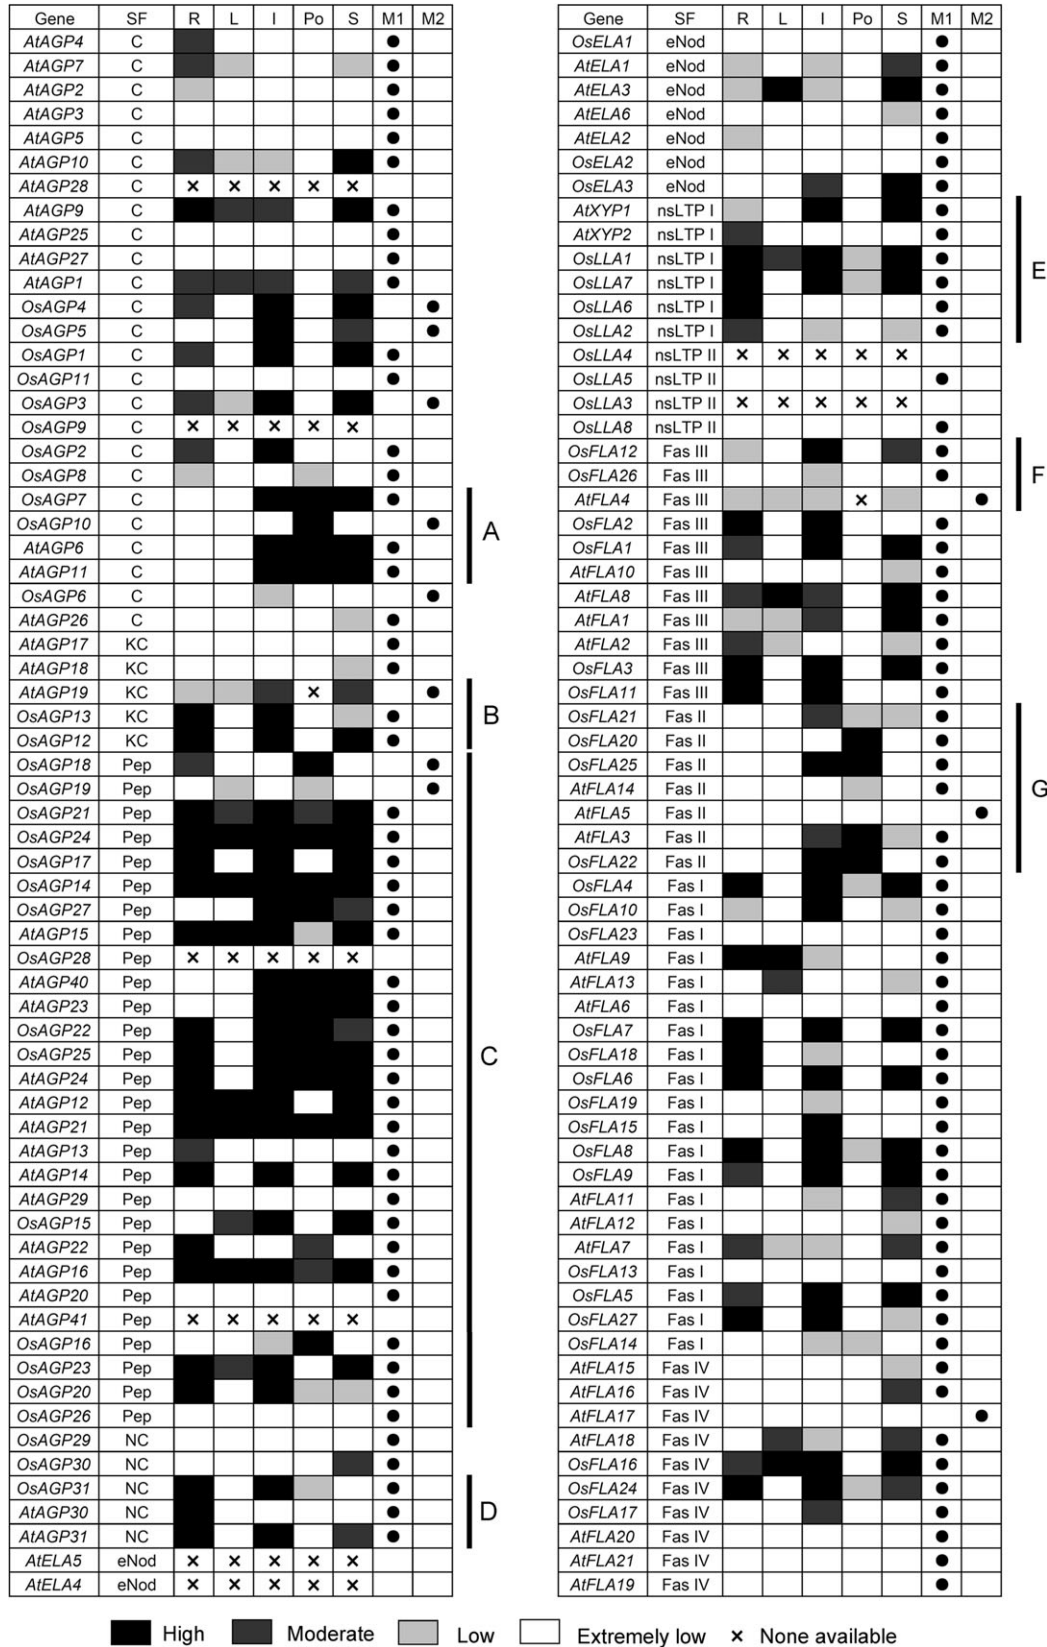 Gene SF R L I Po S M1 M2
AtAGP4 C ●
AtAGP7 C ●
AtAGP2 C ●
AtAGP3 C ●
AtAGP5 C ●
AtAGP10 C ●
AtAGP28 C × × × × ×
AtAGP9 C ●
AtAGP25 C ●
AtAGP27 C ●
AtAGP1 C ●
OsAGP4 C ●
OsAGP5 C ●
OsAGP1 C ●
OsAGP11 C ●
OsAGP3 C ●
OsAGP9 C × × × × ×
OsAGP2 C ●
OsAGP8 C ●
OsAGP7 C ●
OsAGP10 C ●
AtAGP6 C ●
AtAGP11 C ●
A
OsAGP6 C ●
AtAGP26 C ●
AtAGP17 KC ●
AtAGP18 KC ●
AtAGP19 KC × ●
OsAGP13 KC ●
OsAGP12 KC ●
B
OsAGP18 Pep ●
OsAGP19 Pep ●
OsAGP21 Pep ●
OsAGP24 Pep ●
OsAGP17 Pep ●
OsAGP14 Pep ●
OsAGP27 Pep ●
AtAGP15 Pep ●
OsAGP28 Pep × × × × ×
AtAGP40 Pep ●
AtAGP23 Pep ●
OsAGP22 Pep ●
OsAGP25 Pep ●
AtAGP24 Pep ●
AtAGP12 Pep ●
AtAGP21 Pep ●
AtAGP13 Pep ●
AtAGP14 Pep ●
AtAGP29 Pep ●
OsAGP15 Pep ●
AtAGP22 Pep ●
AtAGP16 Pep ●
AtAGP20 Pep ●
AtAGP41 Pep × × × × ×
OsAGP16 Pep ●
OsAGP23 Pep ●
OsAGP20 Pep ●
OsAGP26 Pep ●
C
OsAGP29 NC ●
OsAGP30 NC ●
OsAGP31 NC ●
AtAGP30 NC ●
AtAGP31 NC ●
D
AtELA5 eNod × × × × ×
AtELA4 eNod × × × × ×
Gene SF R L I Po S M1 M2
OsELA1 eNod ●
AtELA1 eNod ●
AtELA3 eNod ●
AtELA6 eNod ●
AtELA2 eNod ●
OsELA2 eNod ●
OsELA3 eNod ●
AtXYP1 nsLTP I ●
AtXYP2 nsLTP I ●
OsLLA1 nsLTP I ●
OsLLA7 nsLTP I ●
OsLLA6 nsLTP I ●
OsLLA2 nsLTP I ●
E
OsLLA4 nsLTP II × × × × ×
OsLLA5 nsLTP II ●
OsLLA3 nsLTP II × × × × ×
OsLLA8 nsLTP II ●
OsFLA12 Fas III ●
OsFLA26 Fas III ●
AtFLA4 Fas III × ●
F
OsFLA2 Fas III ●
OsFLA1 Fas III ●
AtFLA10 Fas III ●
AtFLA8 Fas III ●
AtFLA1 Fas III ●
AtFLA2 Fas III ●
OsFLA3 Fas III ●
OsFLA11 Fas III ●
OsFLA21 Fas II ●
OsFLA20 Fas II ●
OsFLA25 Fas II ●
AtFLA14 Fas II ●
AtFLA5 Fas II ●
AtFLA3 Fas II ●
OsFLA22 Fas II ●
G
OsFLA4 Fas I ●
OsFLA10 Fas I ●
OsFLA23 Fas I ●
AtFLA9 Fas I ●
AtFLA13 Fas I ●
AtFLA6 Fas I ●
OsFLA7 Fas I ●
OsFLA18 Fas I ●
OsFLA6 Fas I ●
OsFLA19 Fas I ●
OsFLA15 Fas I ●
OsFLA8 Fas I ●
OsFLA9 Fas I ●
AtFLA11 Fas I ●
AtFLA12 Fas I ●
AtFLA7 Fas I ●
OsFLA13 Fas I ●
OsFLA5 Fas I ●
OsFLA27 Fas I ●
OsFLA14 Fas I ●
AtFLA15 Fas IV ●
AtFLA16 Fas IV ●
AtFLA17 Fas IV ●
AtFLA18 Fas IV ●
OsFLA16 Fas IV ●
OsFLA24 Fas IV ●
OsFLA17 Fas IV ●
AtFLA20 Fas IV ●
AtFLA21 Fas IV ●
AtFLA19 Fas IV ●
High Moderate Low Extremely low × None available